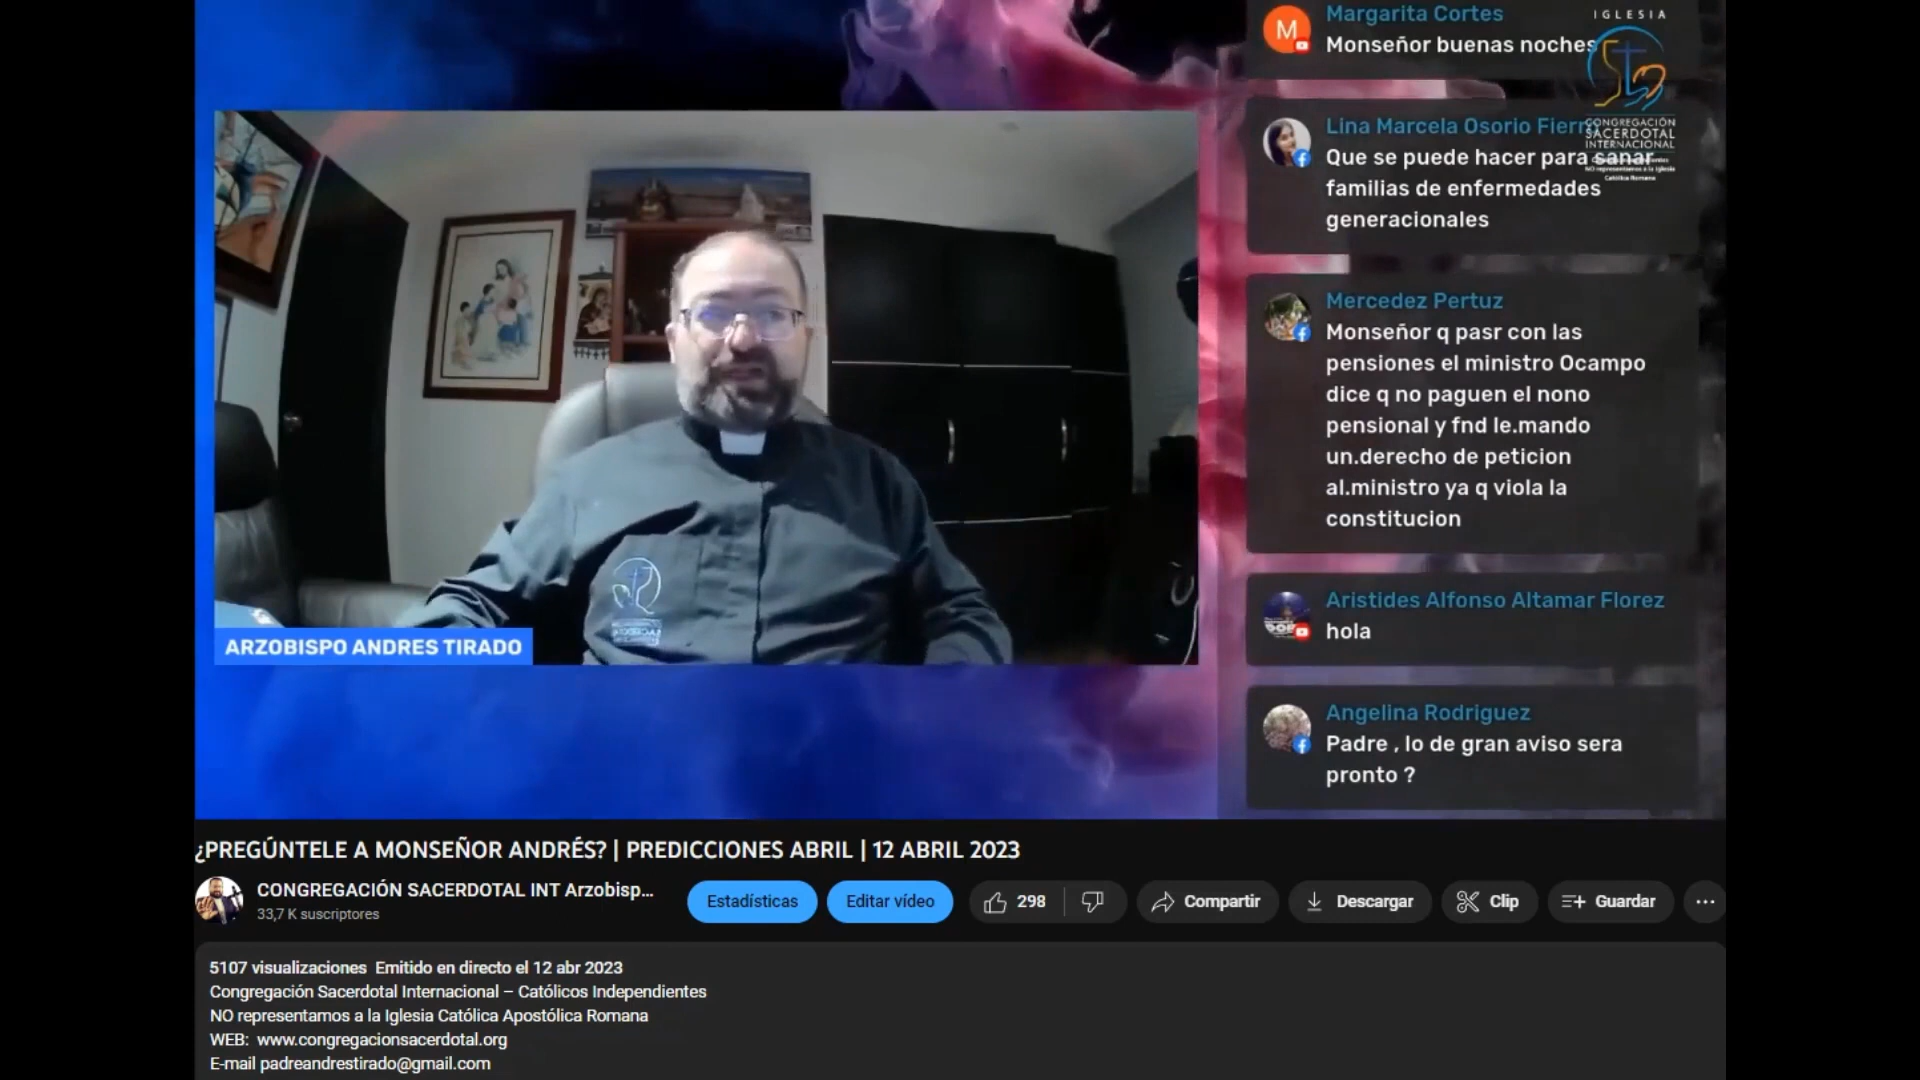 Margarita Cortes
Monseñor buenas noches
IGLESIA
CONGREGACIÓN
SACERDOTAL
INTERNACIONAL
NO representamos a la Iglesia
Católica Romana
Lina Marcela Osorio
Que se puede hacer para sanar
familias de enfermedades
generacionales
Mercedez Pertuz
Monseñor q pasr con las
pensiones el ministro Ocampo
dice q no paguen el nono
pensional y fnd le.mando
un.derecho de peticion
al.ministro ya q viola la
constitucion
Aristides Alfonso Altamar Florez
hola
Angelina Rodriguez
Padre , lo de gran aviso sera
pronto ?
ARZOBISPO ANDRES TIRADO
¿PREGÚNTELE A MONSEÑOR ANDRÉS? | PREDICCIONES ABRIL | 12 ABRIL 2023
CONGREGACIÓN SACERDOTAL INT Arzobisp...
33,7 K suscriptores
Estadísticas
Editar vídeo
298
Compartir
Descargar
Clip
Guardar
5107 visualizaciones Emitido en directo el 12 abr 2023
Congregación Sacerdotal Internacional – Católicos Independientes
NO representamos a la Iglesia Católica Apostólica Romana
WEB: www.congregacionsacerdotal.org
E-mail padreandrestirado@gmail.com